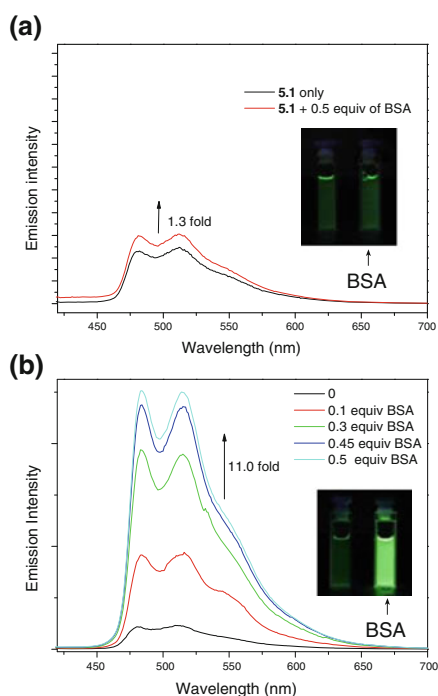 (a)
5.1 only
5.1 + 0.5 equiv of BSA
1.3 fold
BSA
Emission intensity
450 500 550 600 650 700
Wavelength (nm)
(b)
0
0.1 equiv BSA
0.3 equiv BSA
0.45 equiv BSA
0.5 equiv BSA
11.0 fold
BSA
Emission Intensity
450 500 550 600 650 700
Wavelength (nm)